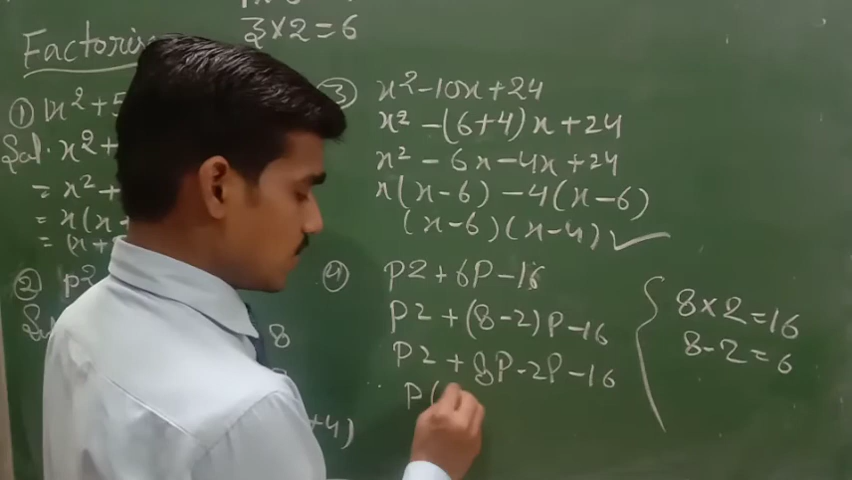 3×2=6
Factoris
① 1x²+5
Sol. x²+
= x²+
= x(x+
= (x+
② p2
8
+4)
③ x²-10x+24
x² -(6+4)x+24
x² - 6x-4x+24
x(x-6) -4(x-6)
(x-6)(x-4)
④ P2+6P-16
P2 +(8-2)P-16
P2 +8P-2P-16
P(
8×2=16
8-2=6